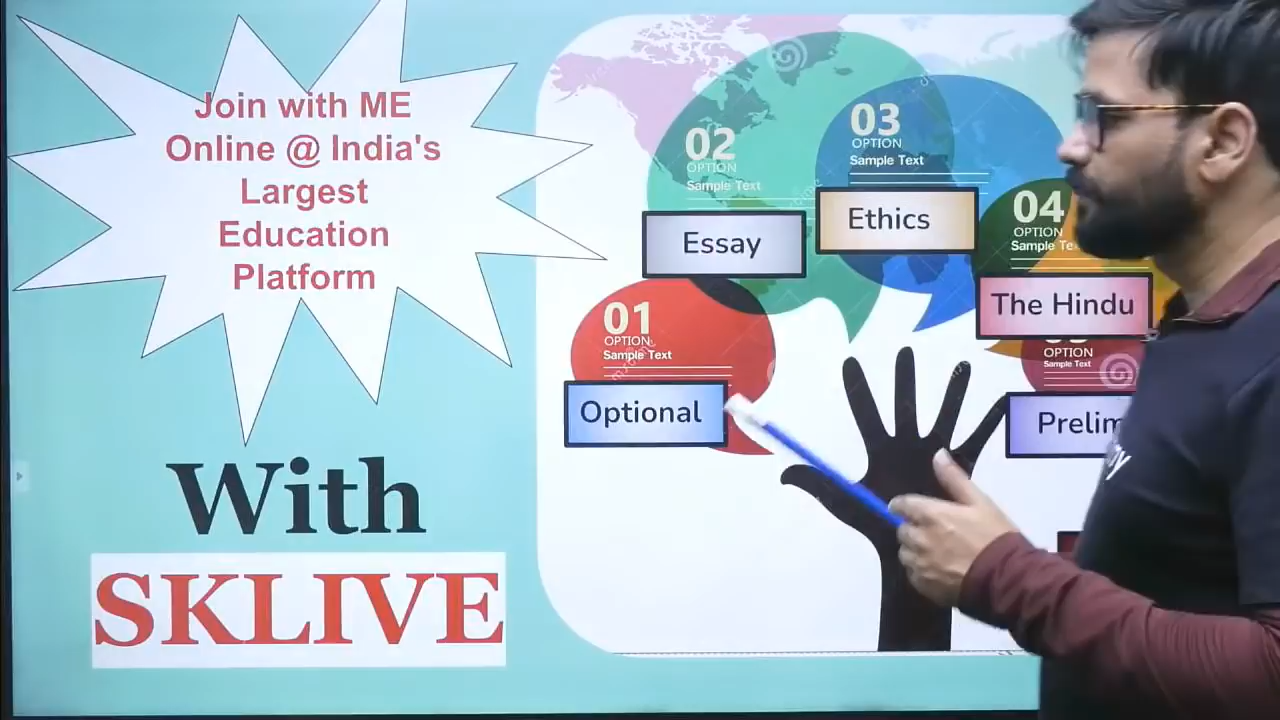 Join with ME
Online @ India's
Largest
Education
Platform
With
SKLIVE
01
OPTION
Sample Text
Optional
02
OPTION
Sample Text
Essay
03
OPTION
Sample Text
Ethics
04
OPTION
Sample
The Hindu
OPTION
Sample Text